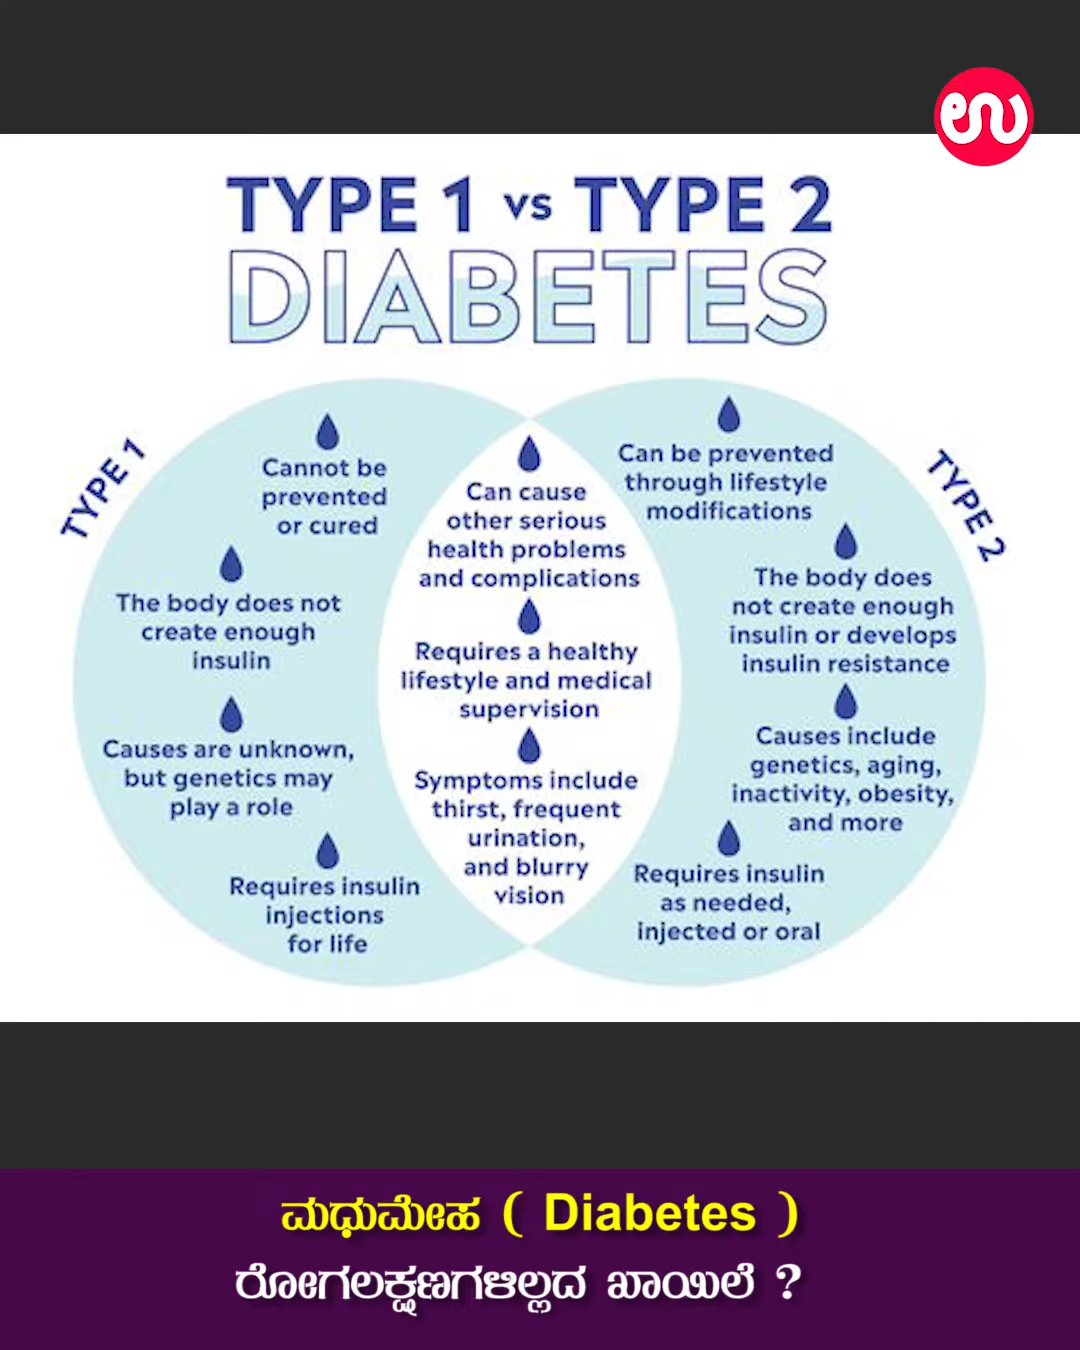 ಉ
TYPE 1 vs TYPE 2
DIABETES
TYPE 1
Cannot be
prevented
or cured
The body does not
create enough
insulin
Causes are unknown,
but genetics may
play a role
Requires insulin
injections
for life
Can cause
other serious
health problems
and complications
Requires a healthy
lifestyle and medical
supervision
Symptoms include
thirst, frequent
urination,
and blurry
vision
TYPE 2
Can be prevented
through lifestyle
modifications
The body does
not create enough
insulin or develops
insulin resistance
Causes include
genetics, aging,
inactivity, obesity,
and more
Requires insulin
as needed,
injected or oral
ಮಧುಮೇಹ ( Diabetes )
ರೋಗಲಕ್ಷಣಗಳಿಲ್ಲದ ಖಾಯಿಲೆ ?